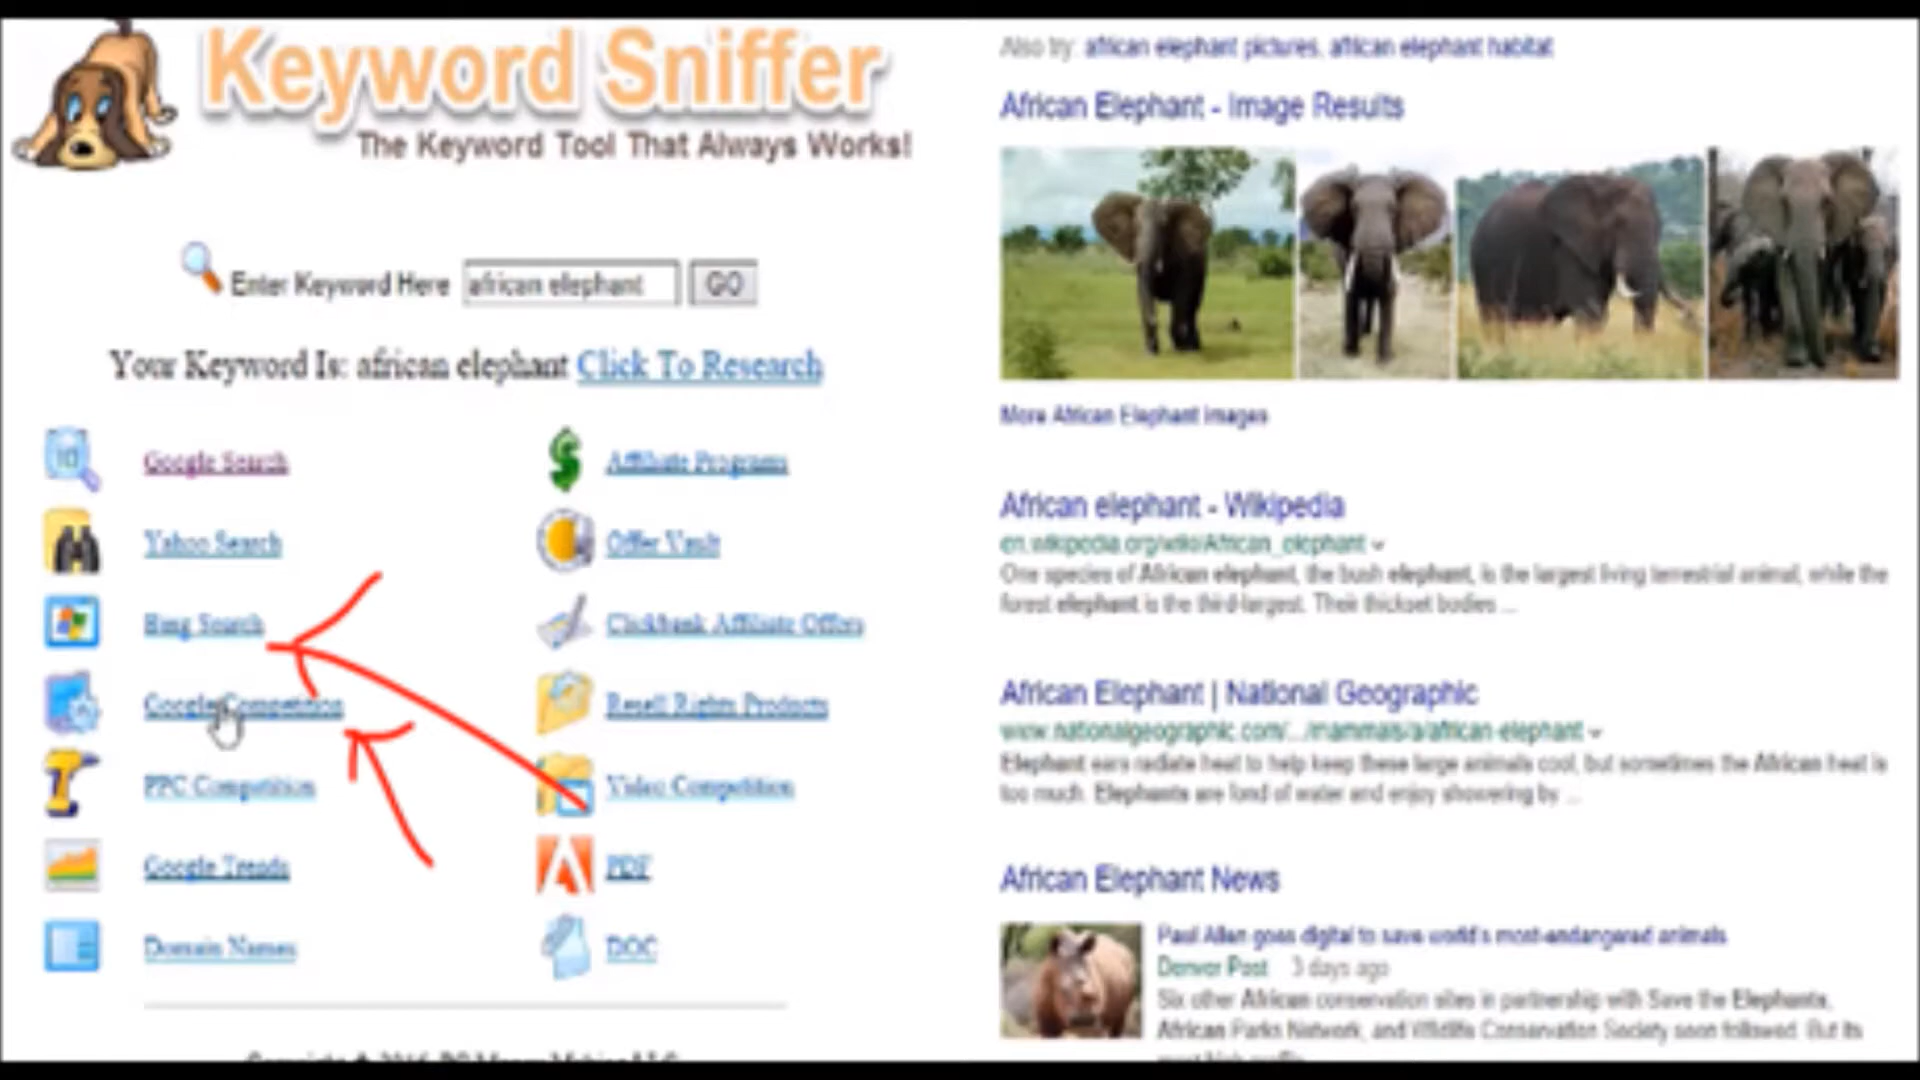 Keyword Sniffer
The Keyword Tool That Always Works!
Enter Keyword Here african elephant GO
Your Keyword Is: african elephant Click To Research
Google Search
Yahoo Search
Bing Search
Google Competition
PPC Competition
Google Trends
Domain Names
Affiliate Programs
Offer Vault
Clickbank Affiliate Offers
Resell Rights Products
Video Competition
PDF
DOC
Also try: african elephant pictures, african elephant habitat
African Elephant - Image Results
More African Elephant images
African elephant - Wikipedia
en.wikipedia.org/wiki/African_elephant
One species of African elephant, the bush elephant, is the largest living terrestrial animal, while the
forest elephant is the third-largest. Their thickset bodies ...
African Elephant | National Geographic
www.nationalgeographic.com/.../mammals/a/african-elephant
Elephant ears radiate heat to help keep these large animals cool, but sometimes the African heat is
too much. Elephants are fond of water and enjoy showering by ...
African Elephant News
Paul Allen goes digital to save world's most-endangered animals
Denver Post 3 days ago
Six other African conservation sites in partnership with Save the Elephants,
African Parks Network, and Wildlife Conservation Society soon followed. But its